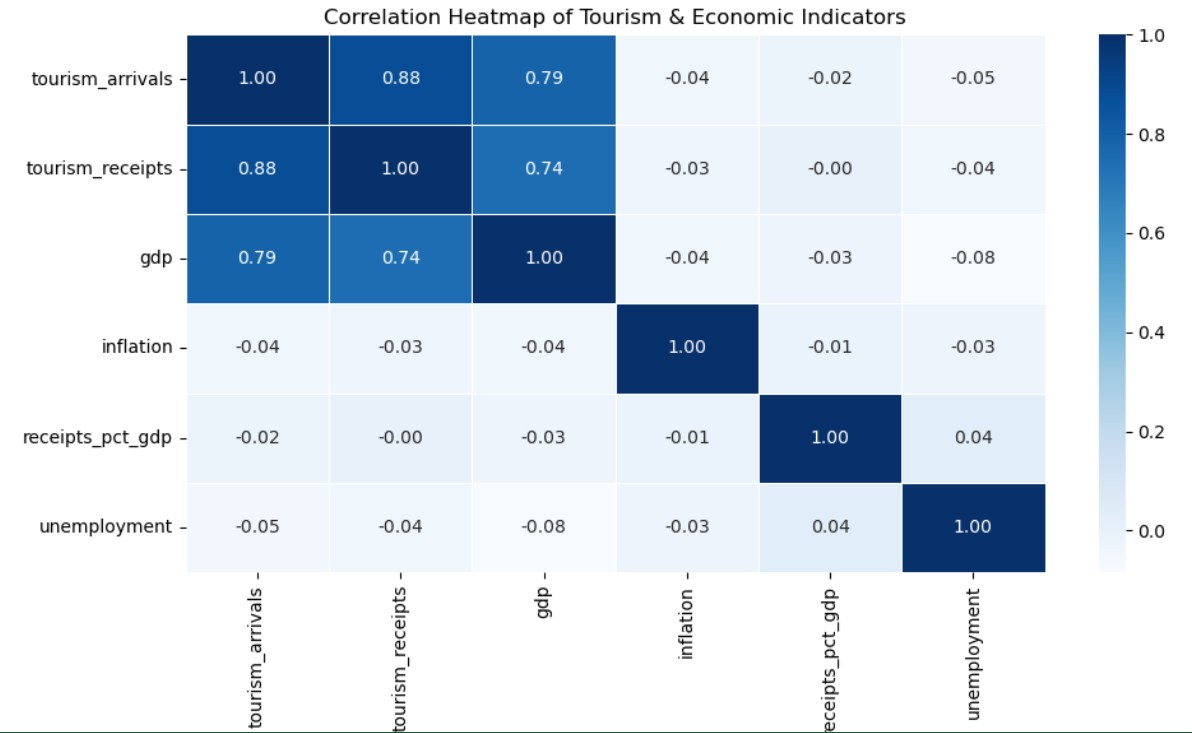 Correlation Heatmap of Tourism & Economic Indicators
tourism_arrivals 1.00 0.88 0.79 -0.04 -0.02 -0.05
tourism_receipts 0.88 1.00 0.74 -0.03 -0.00 -0.04
gdp 0.79 0.74 1.00 -0.04 -0.03 -0.08
inflation -0.04 -0.03 -0.04 1.00 -0.01 -0.03
receipts_pct_gdp -0.02 -0.00 -0.03 -0.01 1.00 0.04
unemployment -0.05 -0.04 -0.08 -0.03 0.04 1.00
tourism_arrivals
tourism_receipts
gdp
inflation
eceipts_pct_gdp
unemployment
1.0
0.8
0.6
0.4
0.2
0.0